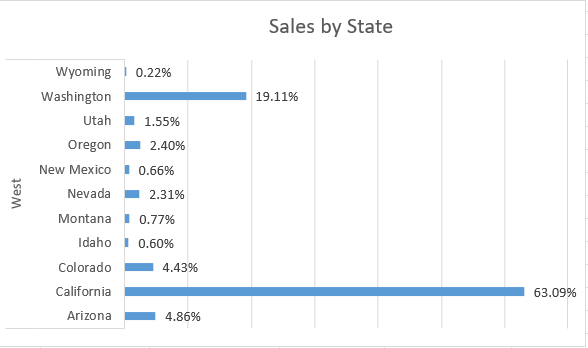 Sales by State
West
Wyoming 0.22%
Washington 19.11%
Utah 1.55%
Oregon 2.40%
New Mexico 0.66%
Nevada 2.31%
Montana 0.77%
Idaho 0.60%
Colorado 4.43%
California 63.09%
Arizona 4.86%